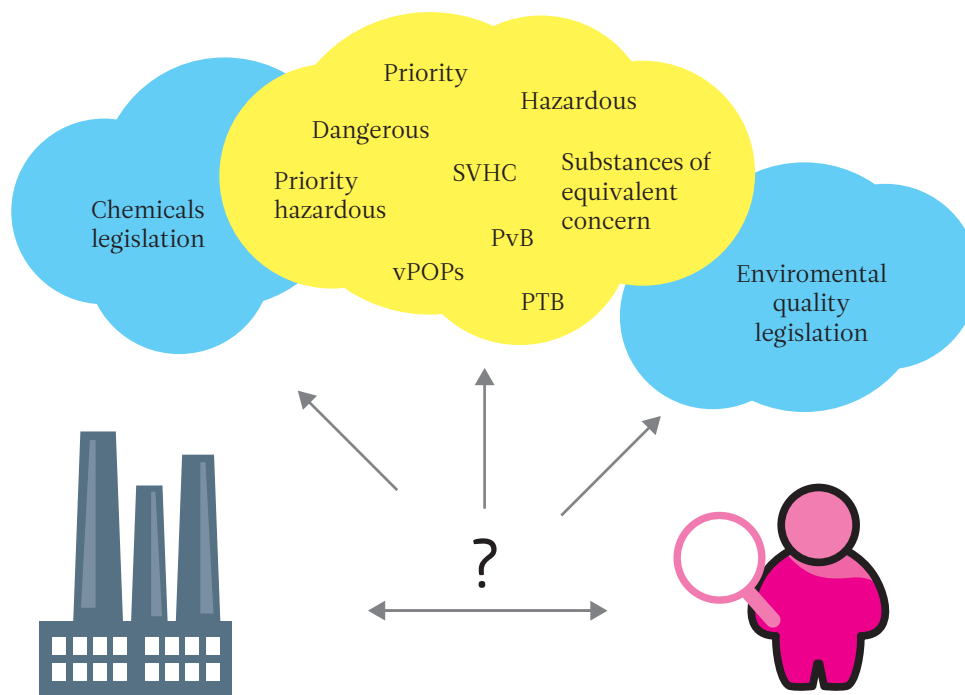 Priority
Hazardous
Dangerous
SVHC
Substances of
equivalent
concern
Priority
hazardous
PvB
vPOPs
PTB
Chemicals
legislation
Enviromental
quality
legislation
?